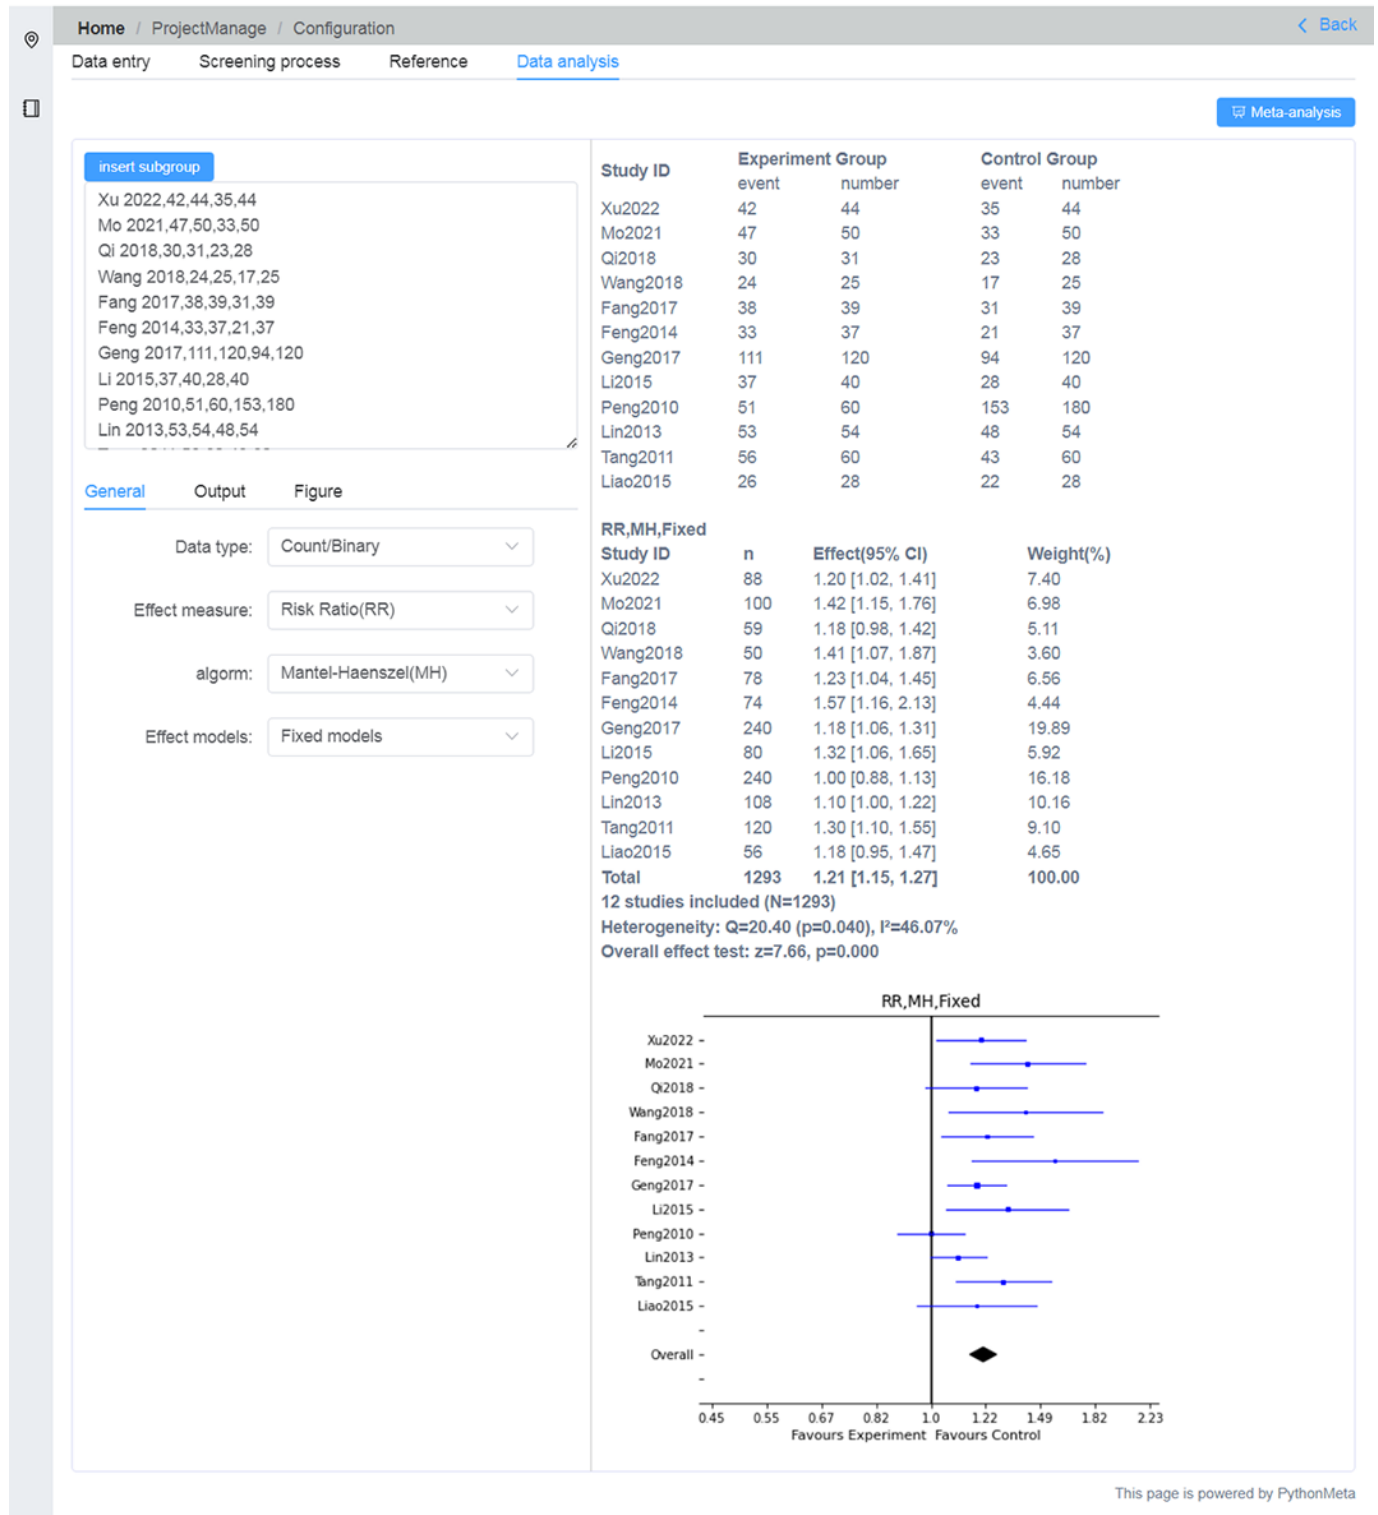 Home / ProjectManage / Configuration
Back
Data entry Screening process Reference Data analysis
Meta-analysis
insert subgroup
Xu 2022,42,44,35,44
Mo 2021,47,50,33,50
Qi 2018,30,31,23,28
Wang 2018,24,25,17,25
Fang 2017,38,39,31,39
Feng 2014,33,37,21,37
Geng 2017,111,120,94,120
Li 2015,37,40,28,40
Peng 2010,51,60,153,180
Lin 2013,53,54,48,54
General Output Figure
Data type: Count/Binary
Effect measure: Risk Ratio(RR)
algorm: Mantel-Haenszel(MH)
Effect models: Fixed models
Study ID Experiment Group Control Group
event number event number
Xu2022 42 44 35 44
Mo2021 47 50 33 50
Qi2018 30 31 23 28
Wang2018 24 25 17 25
Fang2017 38 39 31 39
Feng2014 33 37 21 37
Geng2017 111 120 94 120
Li2015 37 40 28 40
Peng2010 51 60 153 180
Lin2013 53 54 48 54
Tang2011 56 60 43 60
Liao2015 26 28 22 28
RR,MH,Fixed
Study ID n Effect(95% CI) Weight(%)
Xu2022 88 1.20 [1.02, 1.41] 7.40
Mo2021 100 1.42 [1.15, 1.76] 6.98
Qi2018 59 1.18 [0.98, 1.42] 5.11
Wang2018 50 1.41 [1.07, 1.87] 3.60
Fang2017 78 1.23 [1.04, 1.45] 6.56
Feng2014 74 1.57 [1.16, 2.13] 4.44
Geng2017 240 1.18 [1.06, 1.31] 19.89
Li2015 80 1.32 [1.06, 1.65] 5.92
Peng2010 240 1.00 [0.88, 1.13] 16.18
Lin2013 108 1.10 [1.00, 1.22] 10.16
Tang2011 120 1.30 [1.10, 1.55] 9.10
Liao2015 56 1.18 [0.95, 1.47] 4.65
Total 1293 1.21 [1.15, 1.27] 100.00
12 studies included (N=1293)
Heterogeneity: Q=20.40 (p=0.040), I²=46.07%
Overall effect test: z=7.66, p=0.000
RR,MH,Fixed
Xu2022
Mo2021
Qi2018
Wang2018
Fang2017
Feng2014
Geng2017
Li2015
Peng2010
Lin2013
Tang2011
Liao2015
Overall
0.45 0.55 0.67 0.82 1.0 1.22 1.49 1.82 2.23
Favours Experiment Favours Control
This page is powered by PythonMeta